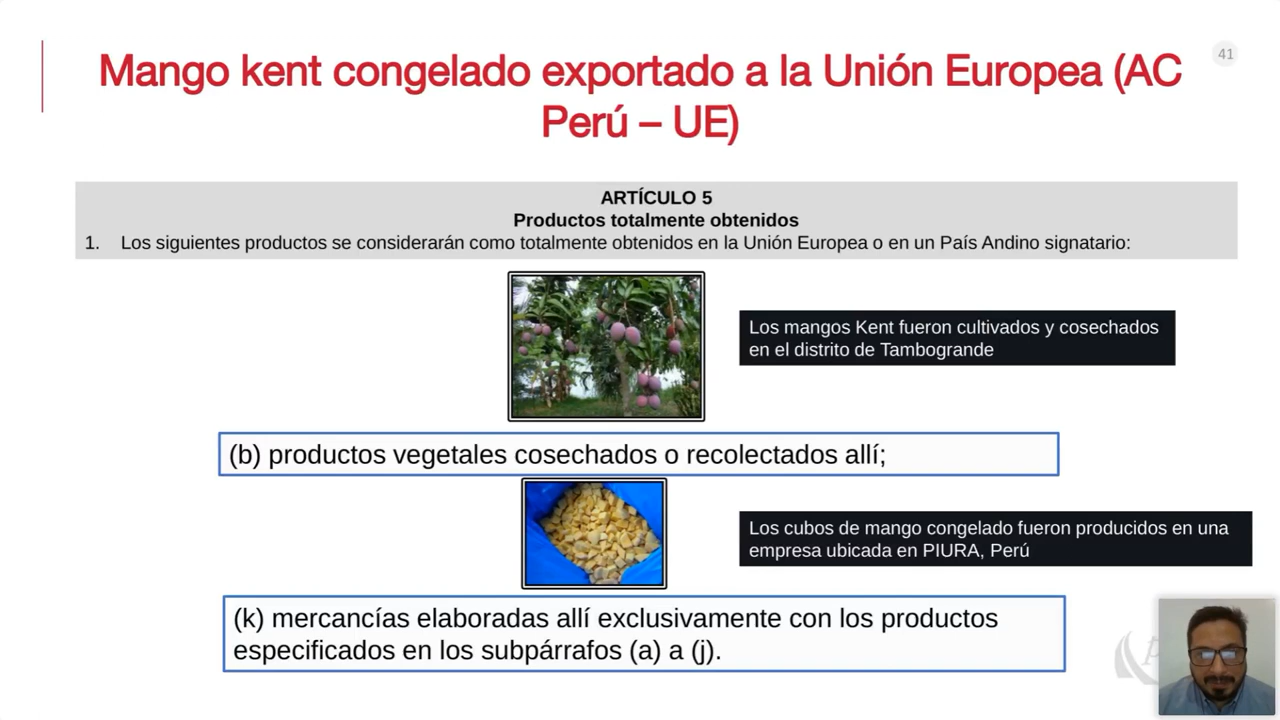 41
Mango kent congelado exportado a la Unión Europea (AC
Perú – UE)
ARTÍCULO 5
Productos totalmente obtenidos
1. Los siguientes productos se considerarán como totalmente obtenidos en la Unión Europea o en un País Andino signatario:
Los mangos Kent fueron cultivados y cosechados
en el distrito de Tambogrande
(b) productos vegetales cosechados o recolectados allí;
Los cubos de mango congelado fueron producidos en una
empresa ubicada en PIURA, Perú
(k) mercancías elaboradas allí exclusivamente con los productos
especificados en los subpárrafos (a) a (j).